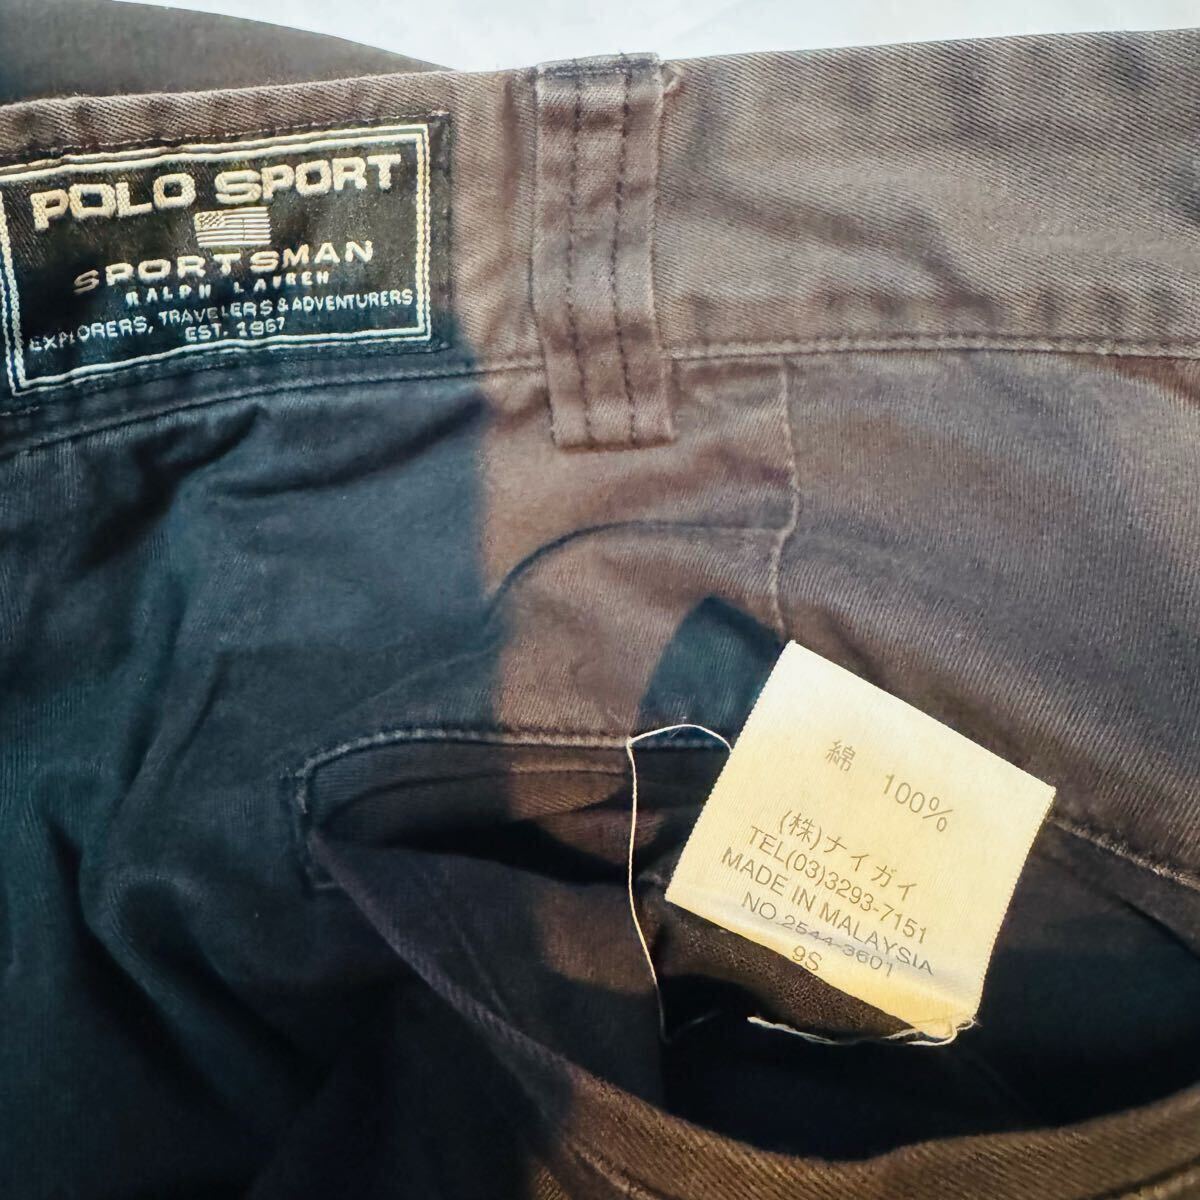 POLO SPORT
SPORTSMAN
RALPH LAUREN
EXPLORERS, TRAVELERS & ADVENTURERS
EST. 1967
綿 100%
(株)ナイガイ
TEL(03)3293-7151
MADE IN MALAYSIA
NO.2544-3601
9S